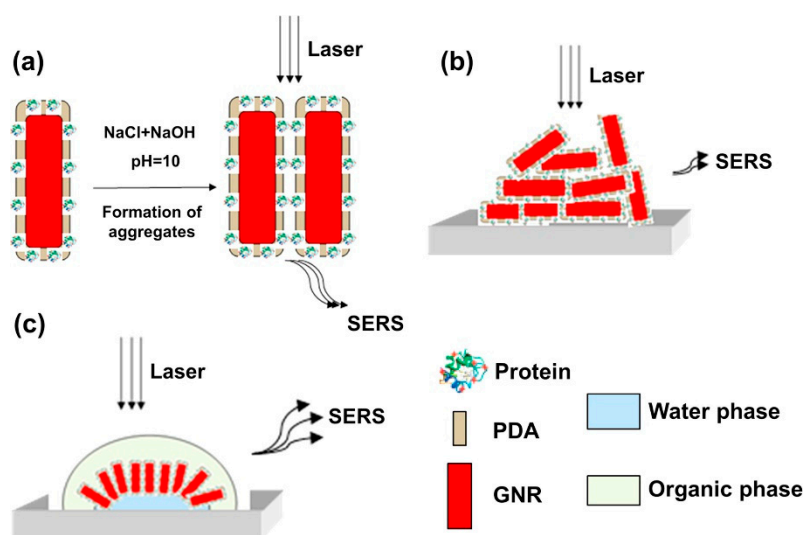 (a)
Laser
NaCl+NaOH
pH=10
Formation of
aggregates
SERS
(b)
Laser
SERS
(c)
Laser
SERS
Protein
PDA
GNR
Water phase
Organic phase